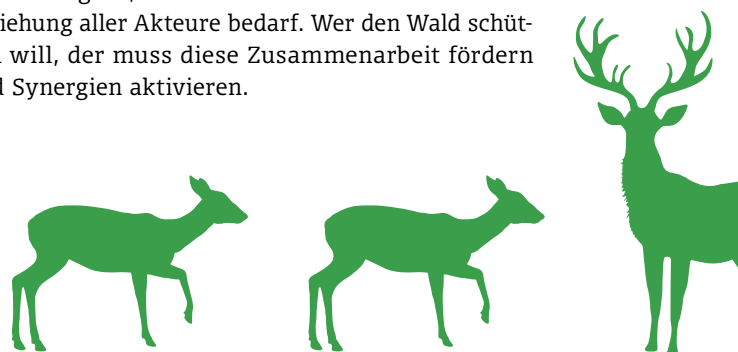 iehung aller Akteure bedarf. Wer den Wald schüt-
will, der muss diese Zusammenarbeit fördern
Synergien aktivieren.